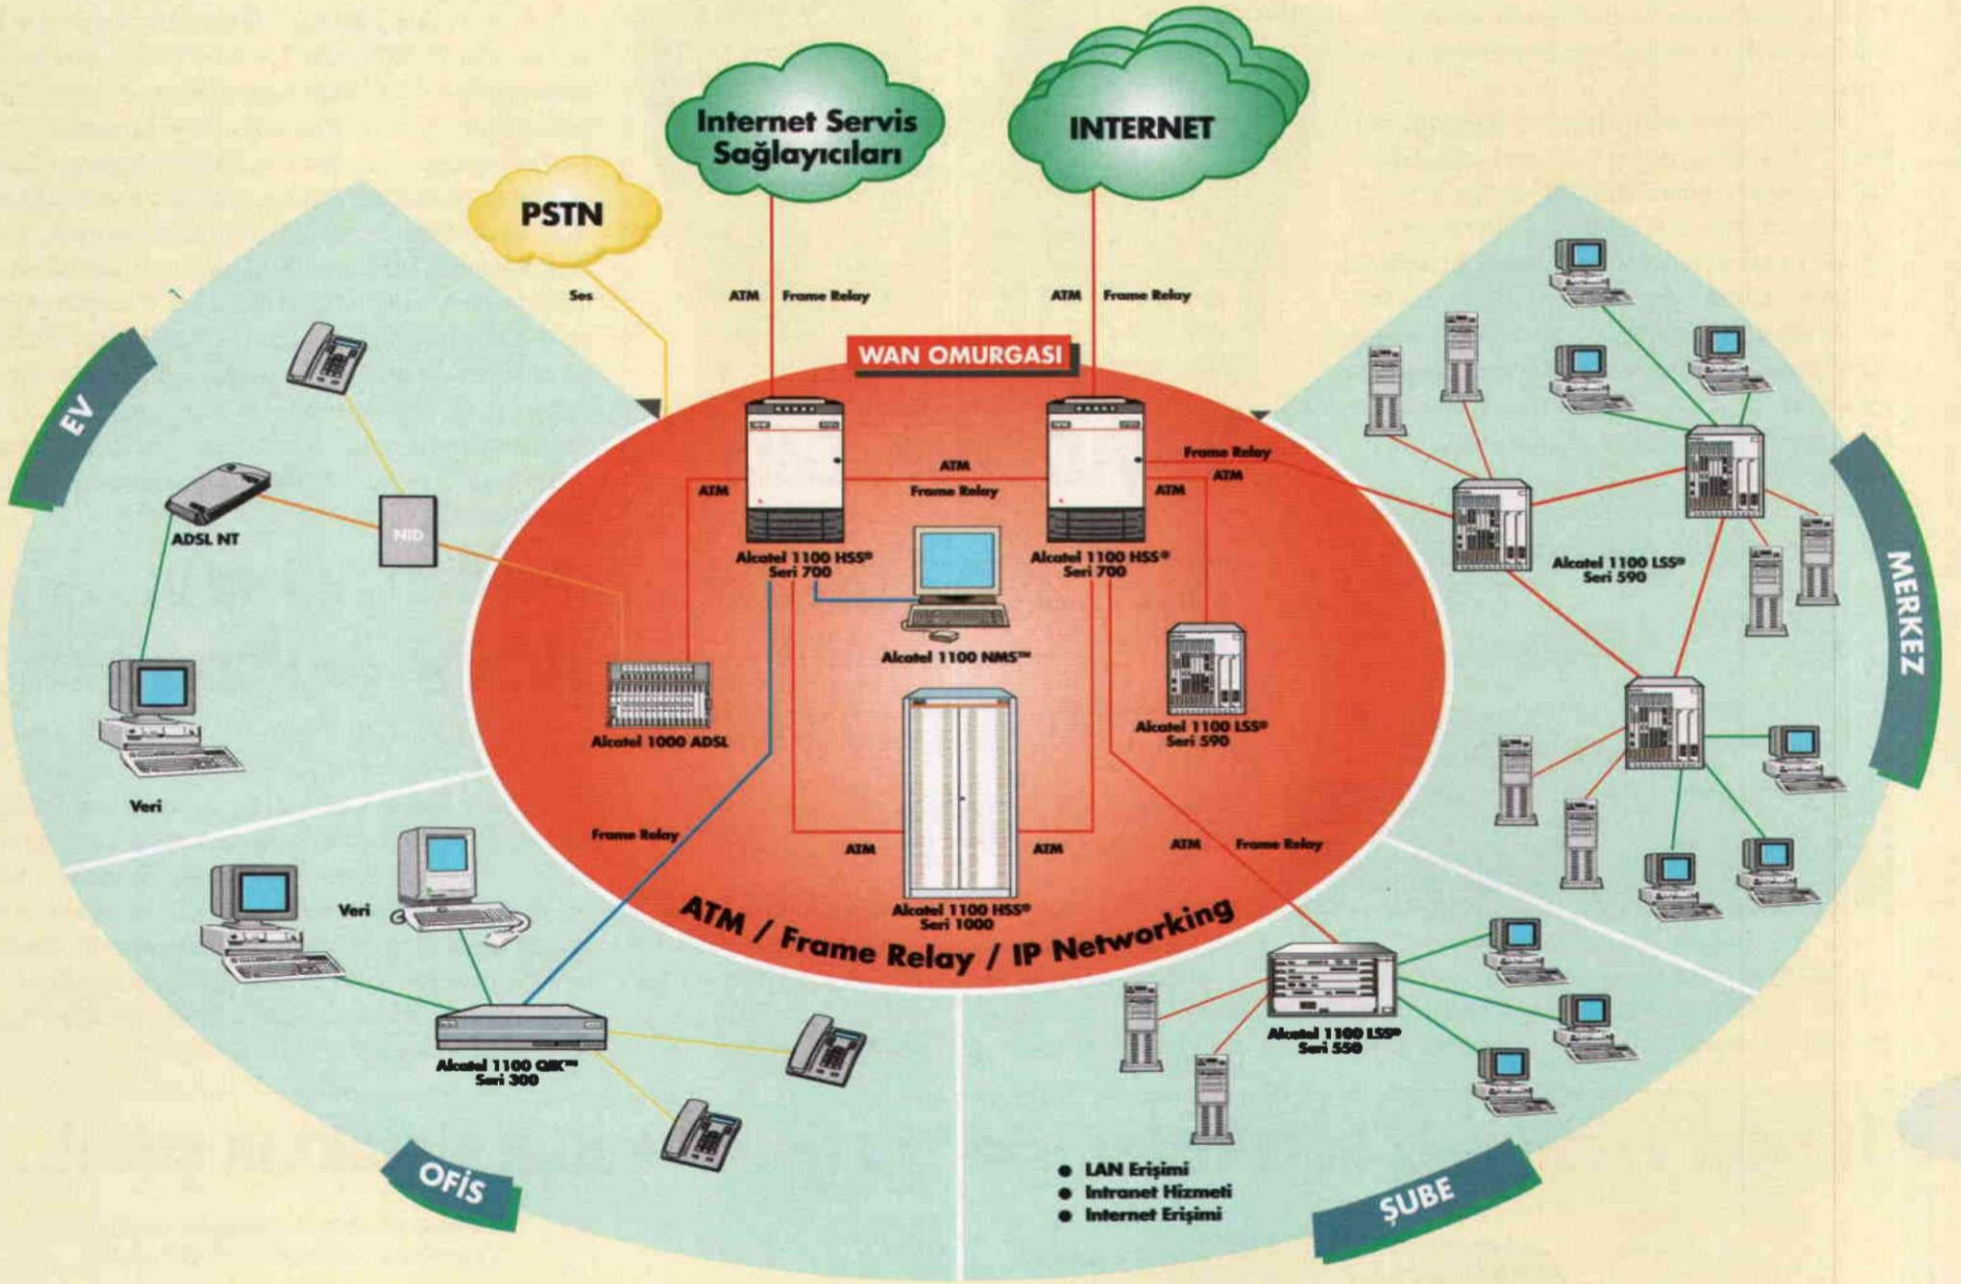 Internet Servis
Sağlayıcıları
INTERNET
PSTN
Ses
ATM Frame Relay
ATM Frame Relay
WAN OMURGASI
EV
ADSL NT
NID
Veri
ATM
ATM
Frame Relay
Frame Relay
ATM
ATM
Alcatel 1100 HSS®
Seri 700
Alcatel 1100 HSS®
Seri 700
Alcatel 1100 NMS™
Alcatel 1000 ADSL
Alcatel 1100 LSS®
Seri 590
Alcatel 1100 LSS®
Seri 590
MERKEZ
Frame Relay
ATM
ATM
ATM Frame Relay
Alcatel 1100 HSS®
Seri 1000
ATM / Frame Relay / IP Networking
Veri
Alcatel 1100 QIK™
Seri 300
OFİS
Alcatel 1100 LSS®
Seri 550
● LAN Erişimi
● Intranet Hizmeti
● Internet Erişimi
ŞUBE